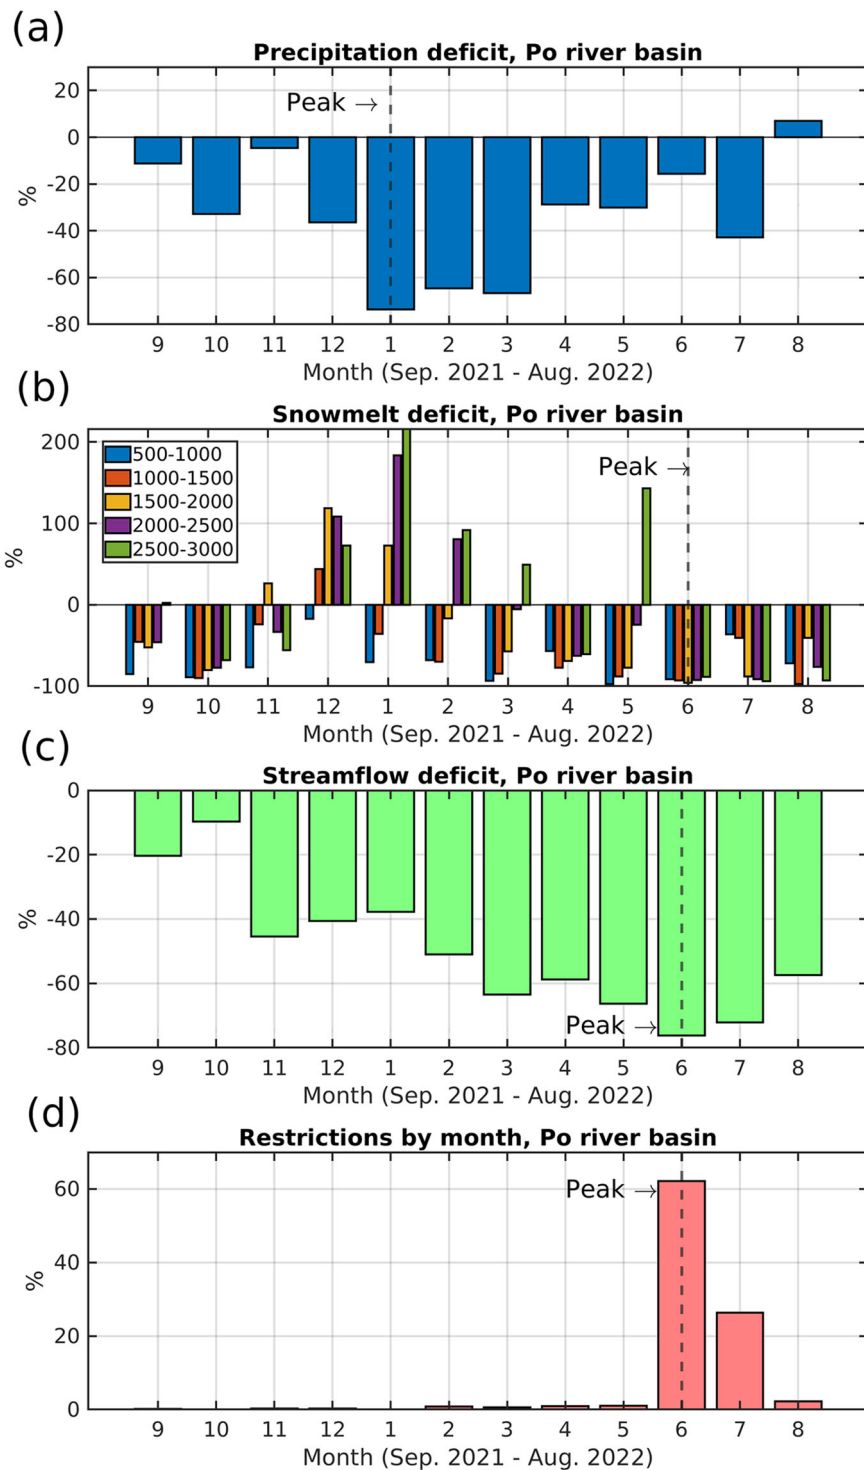 (a)
Precipitation deficit, Po river basin
20
0
-20
-40
-60
-80
%
Peak →
9 10 11 12 1 2 3 4 5 6 7 8
Month (Sep. 2021 - Aug. 2022)
(b)
Snowmelt deficit, Po river basin
200
100
0
-100
%
500-1000
1000-1500
1500-2000
2000-2500
2500-3000
Peak →
9 10 11 12 1 2 3 4 5 6 7 8
Month (Sep. 2021 - Aug. 2022)
(c)
Streamflow deficit, Po river basin
0
-20
-40
-60
-80
%
Peak →
9 10 11 12 1 2 3 4 5 6 7 8
Month (Sep. 2021 - Aug. 2022)
(d)
Restrictions by month, Po river basin
60
40
20
0
%
Peak →
9 10 11 12 1 2 3 4 5 6 7 8
Month (Sep. 2021 - Aug. 2022)